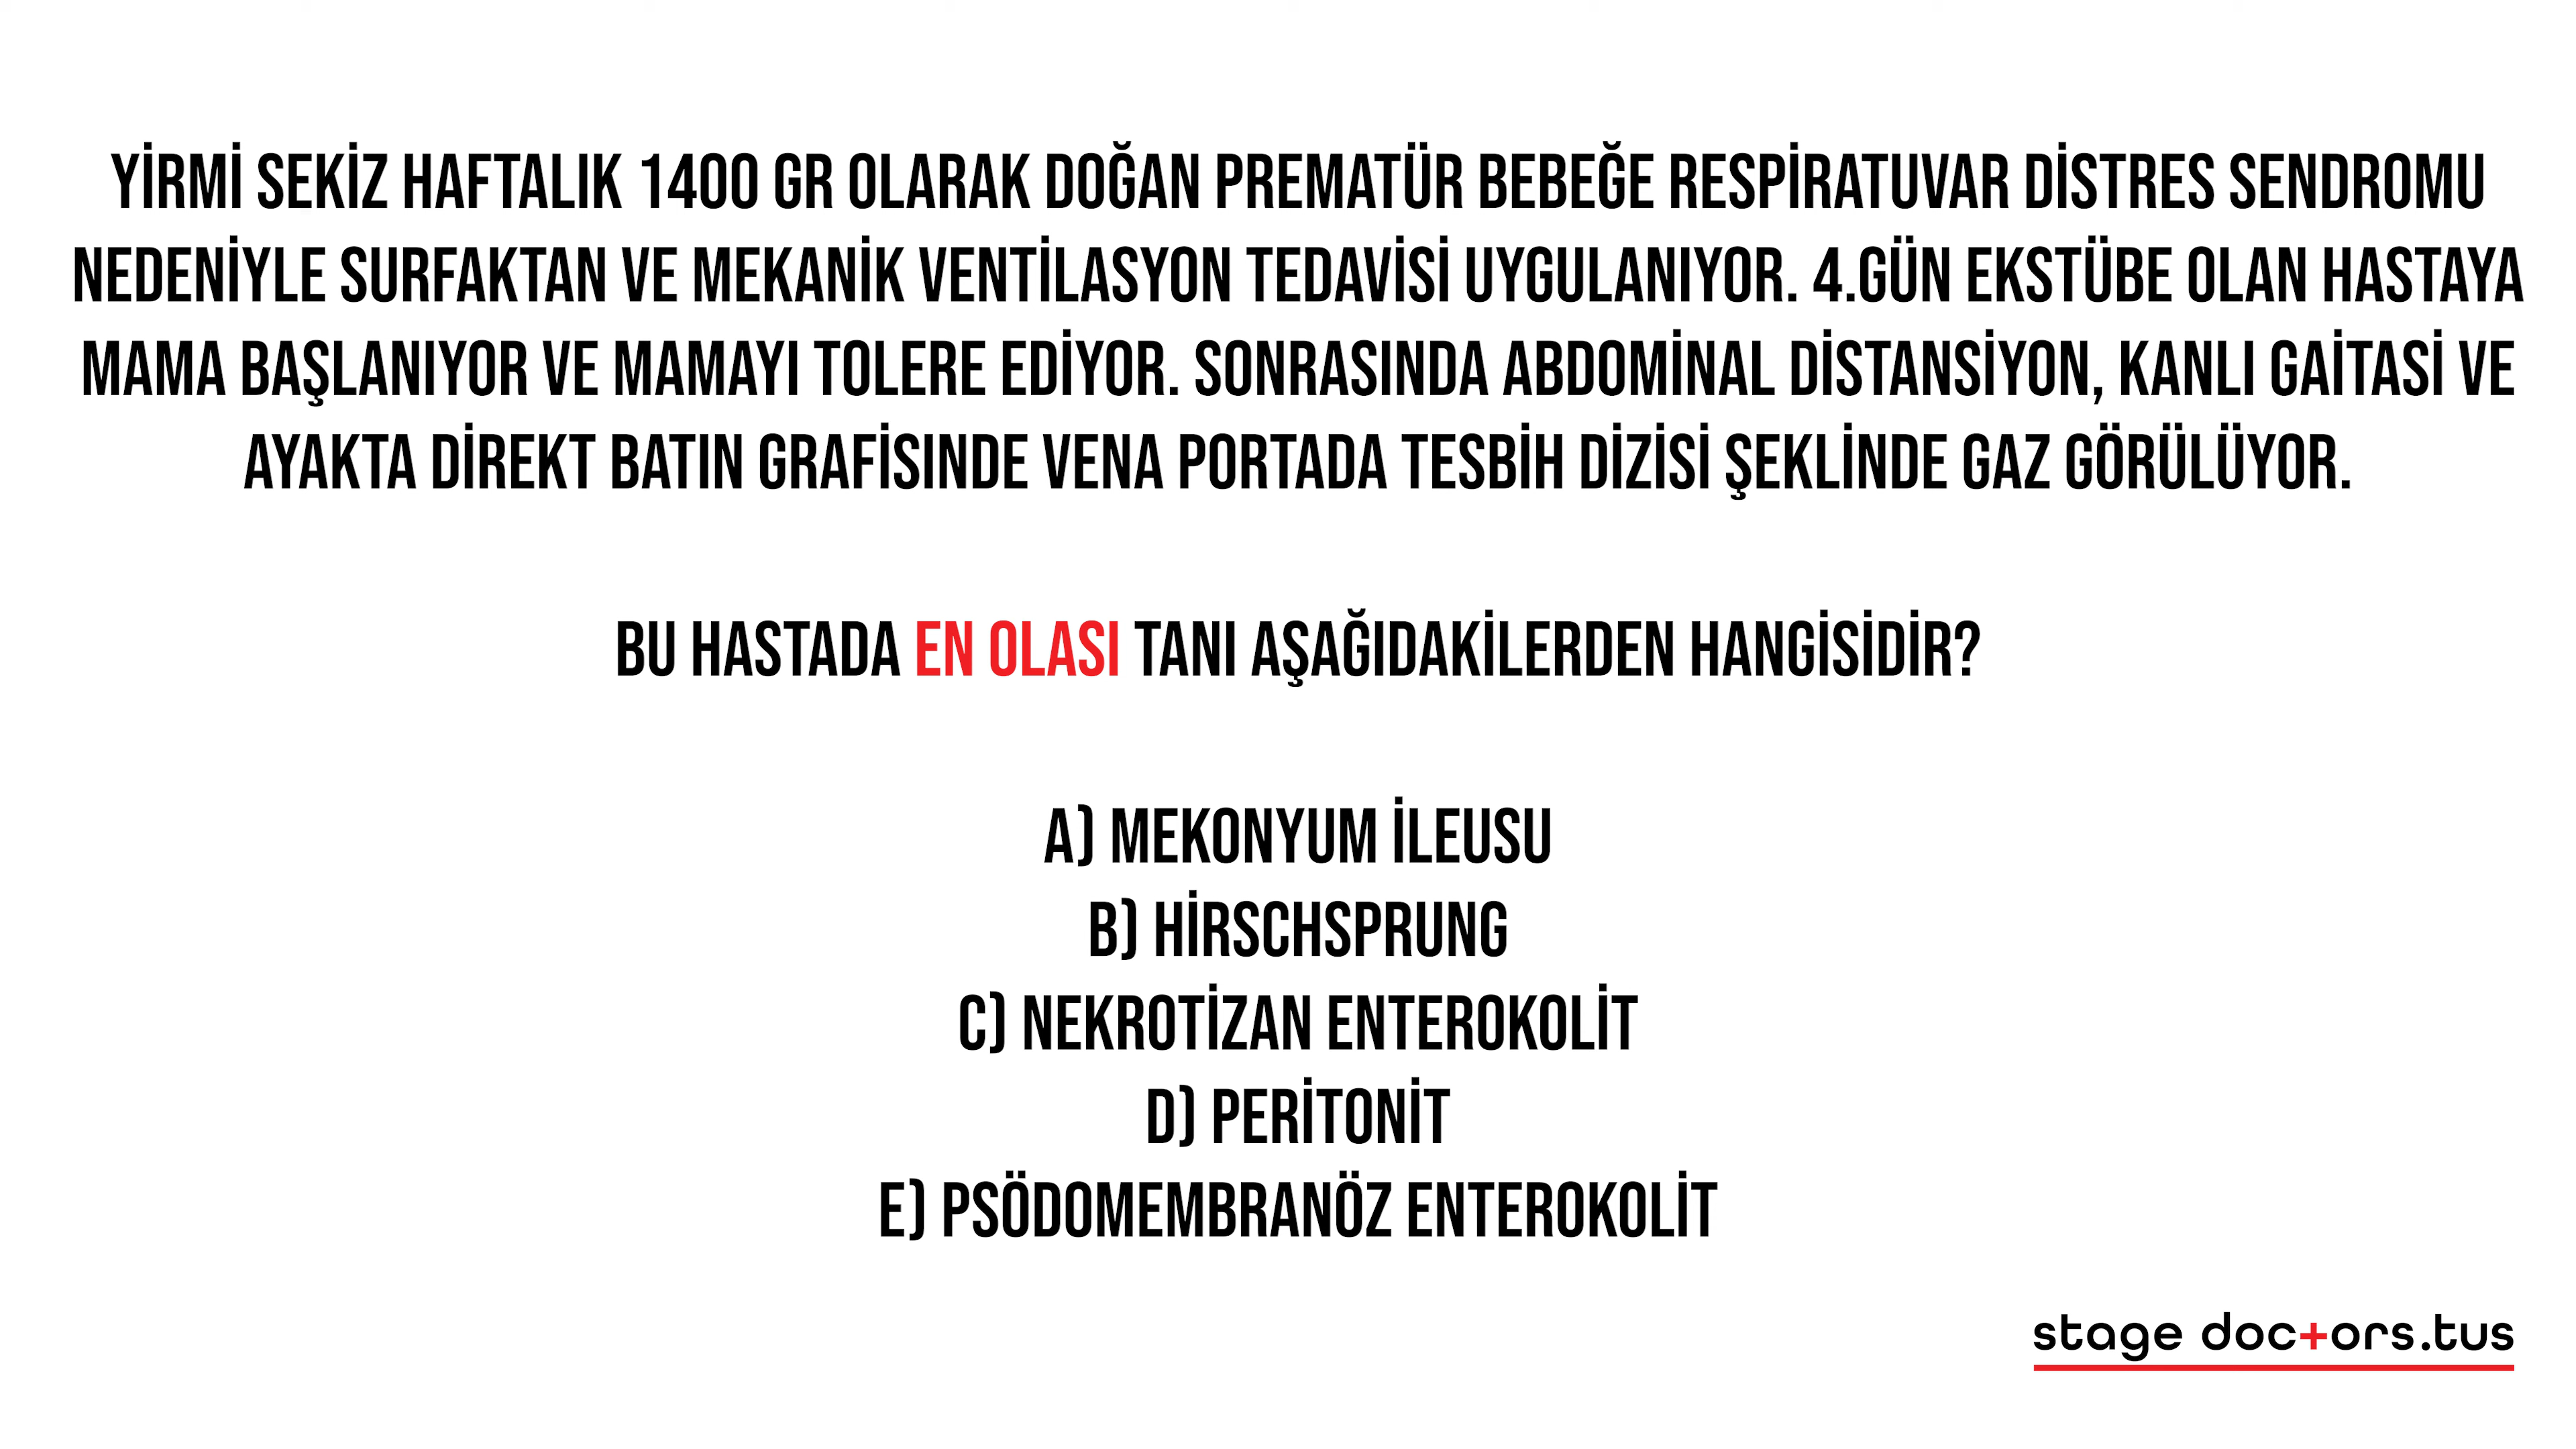 YİRMİ SEKİZ HAFTALIK 1400 GR OLARAK DOĞAN PREMATÜR BEBEĞE RESPİRATUVAR DİSTRES SENDROMU
NEDENİYLE SURFAKTAN VE MEKANİK VENTİLASYON TEDAVİSİ UYGULANIYOR. 4.GÜN EKSTÜBE OLAN HASTAYA
MAMA BAŞLANIYOR VE MAMAYI TOLERE EDİYOR. SONRASINDA ABDOMİNAL DİSTANSİYON, KANLI GAİTASİ VE
AYAKTA DİREKT BATIN GRAFİSINDE VENA PORTADA TESBİH DİZİSİ ŞEKLİNDE GAZ GÖRÜLÜYOR.
BU HASTADA EN OLASI TANI AŞAĞIDAKİLERDEN HANGİSİDİR?
A) MEKONYUM İLEUSU
B) HİRSCHSPRUNG
C) NEKROTİZAN ENTEROKOLİT
D) PERİTONİT
E) PSÖDOMEMBRANÖZ ENTEROKOLİT
stage doctors.tus